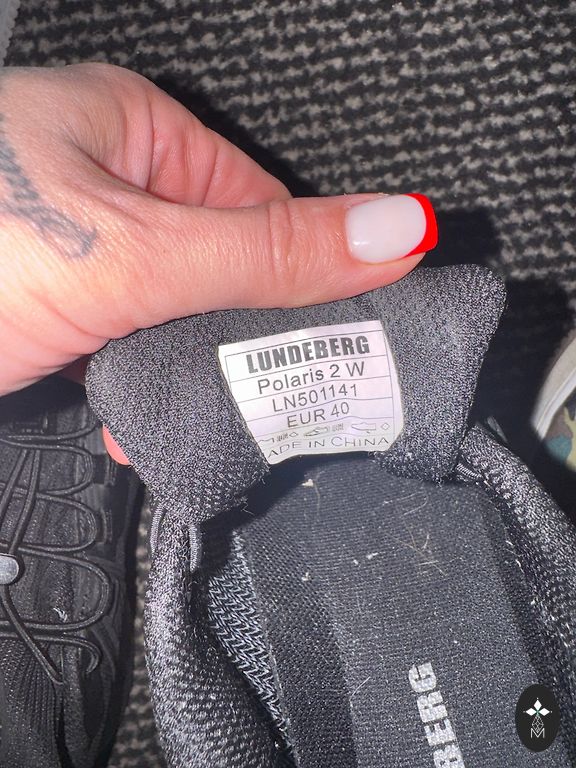 LUNDEBERG
Polaris 2 W
LN501141
EUR 40
MADE IN CHINA
BERG